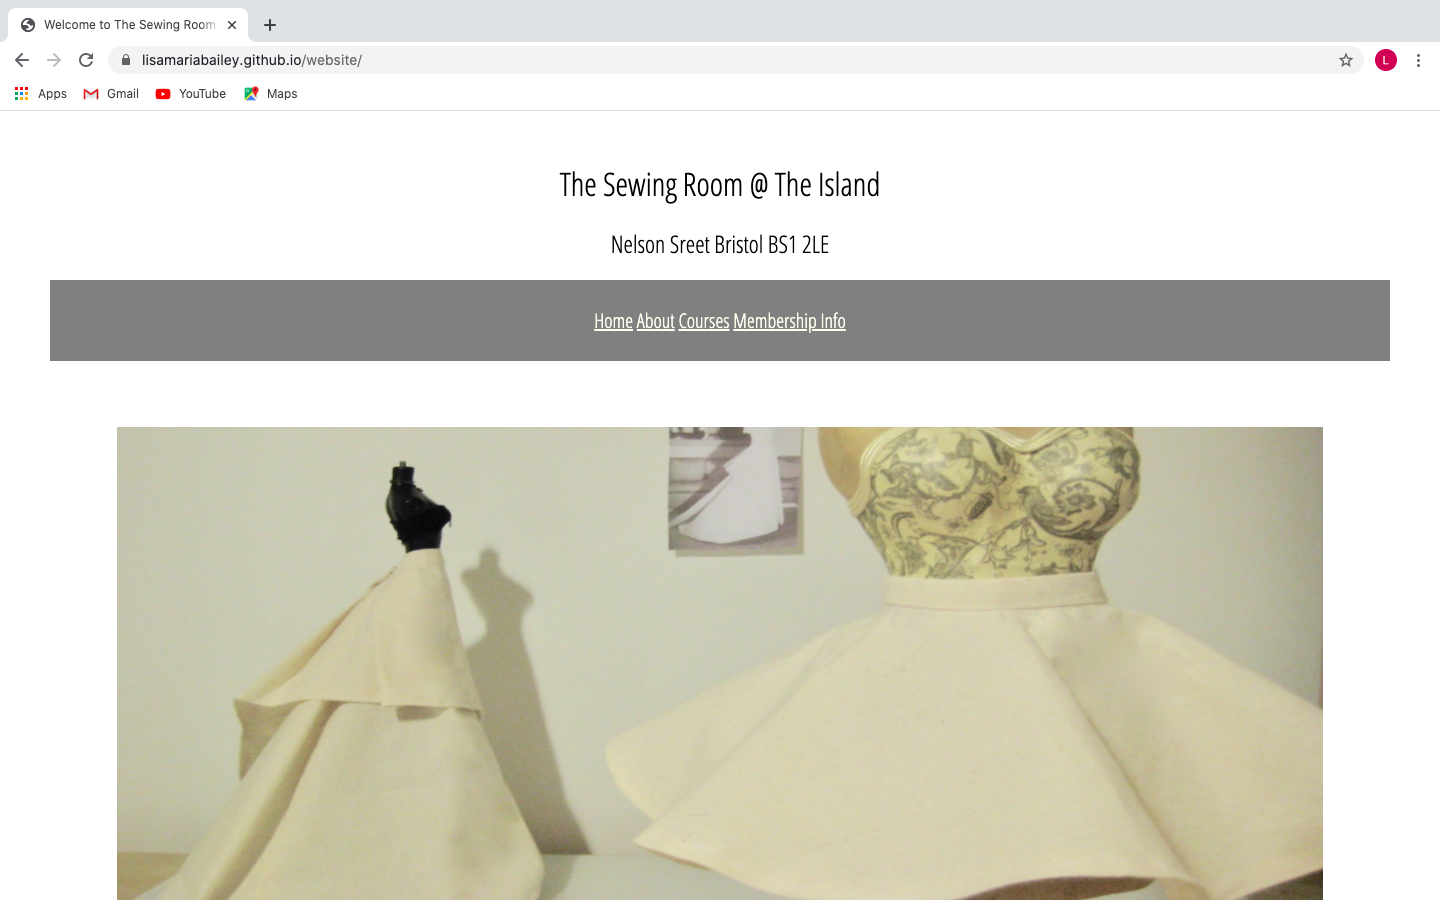 Welcome to The Sewing Room
lisamariabailey.github.io/website/
L
Apps Gmail YouTube Maps
The Sewing Room @ The Island
Nelson Sreet Bristol BS1 2LE
Home About Courses Membership Info